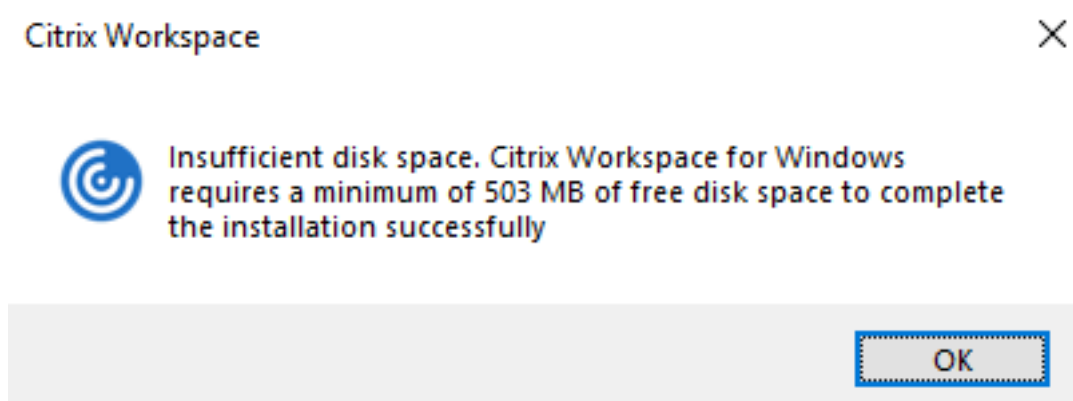 Citrix Workspace
Insufficient disk space. Citrix Workspace for Windows
requires a minimum of 503 MB of free disk space to complete
the installation successfully
OK